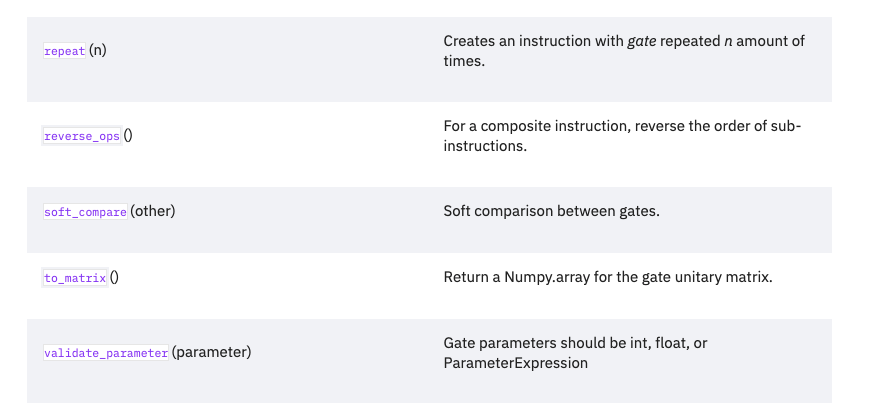 repeat (n)
Creates an instruction with gate repeated n amount of
times.
reverse_ops ()
For a composite instruction, reverse the order of sub-
instructions.
soft_compare (other)
Soft comparison between gates.
to_matrix ()
Return a Numpy.array for the gate unitary matrix.
validate_parameter (parameter)
Gate parameters should be int, float, or
ParameterExpression